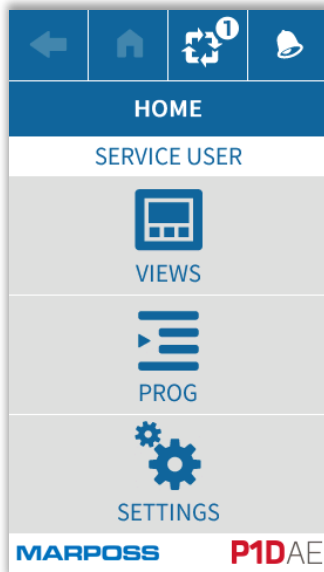 1
HOME
SERVICE USER
VIEWS
PROG
SETTINGS
MARPOSS P1DAE